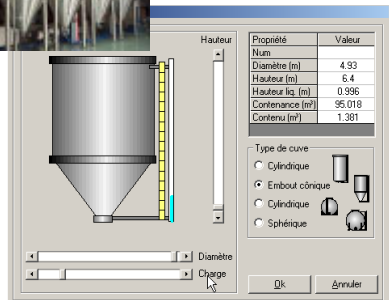 Hauteur
Propriété Valeur
Num
Diamètre (m) 4.93
Hauteur (m) 6.4
Hauteur liq. (m) 0.996
Contenance (m³) 95.018
Contenu (m³) 1.381
Type de cuve
Cylindrique
Embout cônique
Cylindrique
Sphérique
Diamètre
Charge
Ok Annuler